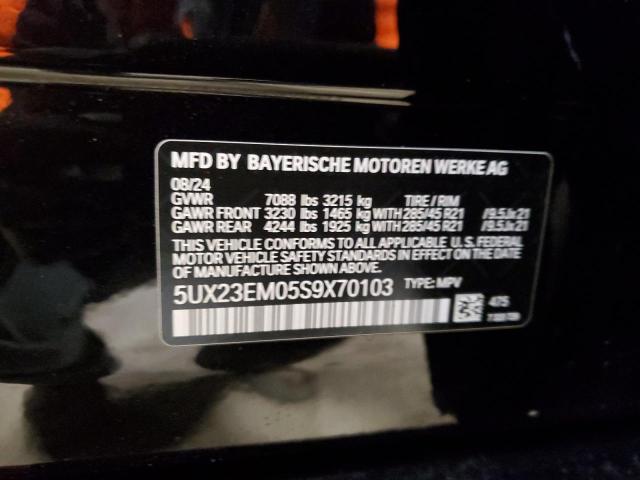 MFD BY BAYERISCHE MOTOREN WERKE AG
08/24
GVWR 7088 lbs 3215 kg TIRE / RIM
GAWR FRONT 3230 lbs 1465 kg WITH 285/45 R21 /9.5Jx21
GAWR REAR 4244 lbs 1925 kg WITH 285/45 R21 /9.5Jx21
THIS VEHICLE CONFORMS TO ALL APPLICABLE U. S. FEDERAL
MOTOR VEHICLE SAFETY STANDARDS IN EFFECT ON THE
DATE OF MANUFACTURE SHOWN ABOVE.
5UX23EM05S9X70103 TYPE: MPV
475